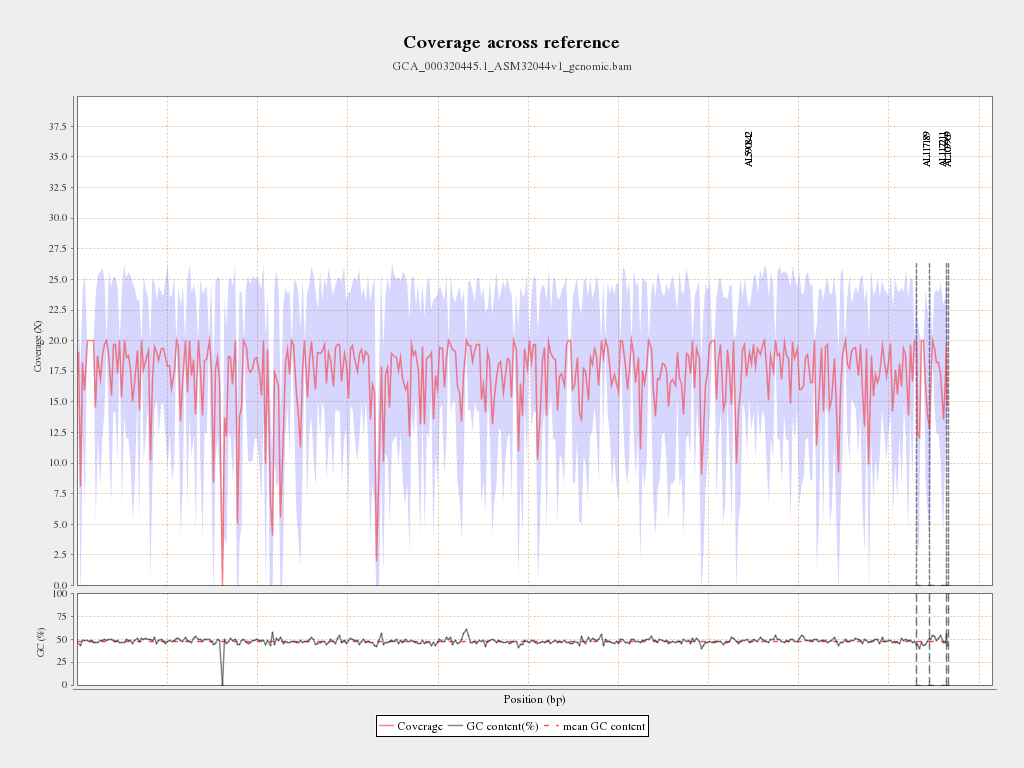 Coverage across reference
GCA_000320445.1_ASM32044v1_genomic.bam
37.5
35.0
32.5
30.0
27.5
25.0
22.5
20.0
17.5
15.0
12.5
10.0
7.5
5.0
2.5
0.0
Coverage (X)
AL590842
AL117189
AL117211
AL109969
100
75
50
25
0
GC (%)
Position (bp)
Coverage GC content(%) mean GC content